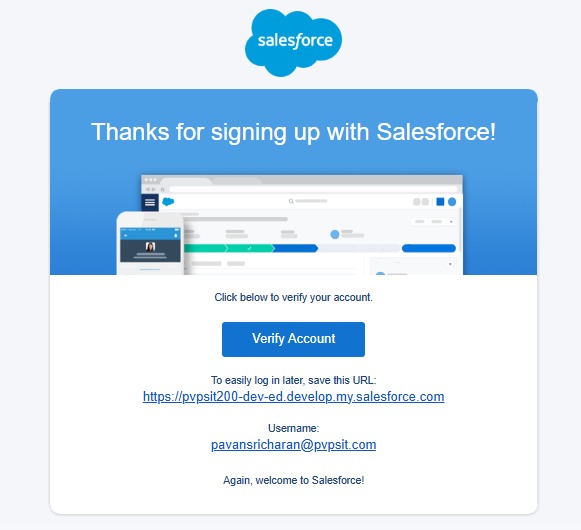 salesforce
Thanks for signing up with Salesforce!
Click below to verify your account.
Verify Account
To easily log in later, save this URL:
https://pvpsit200-dev-ed.develop.my.salesforce.com
Username:
pavansricharan@pvpsit.com
Again, welcome to Salesforce!